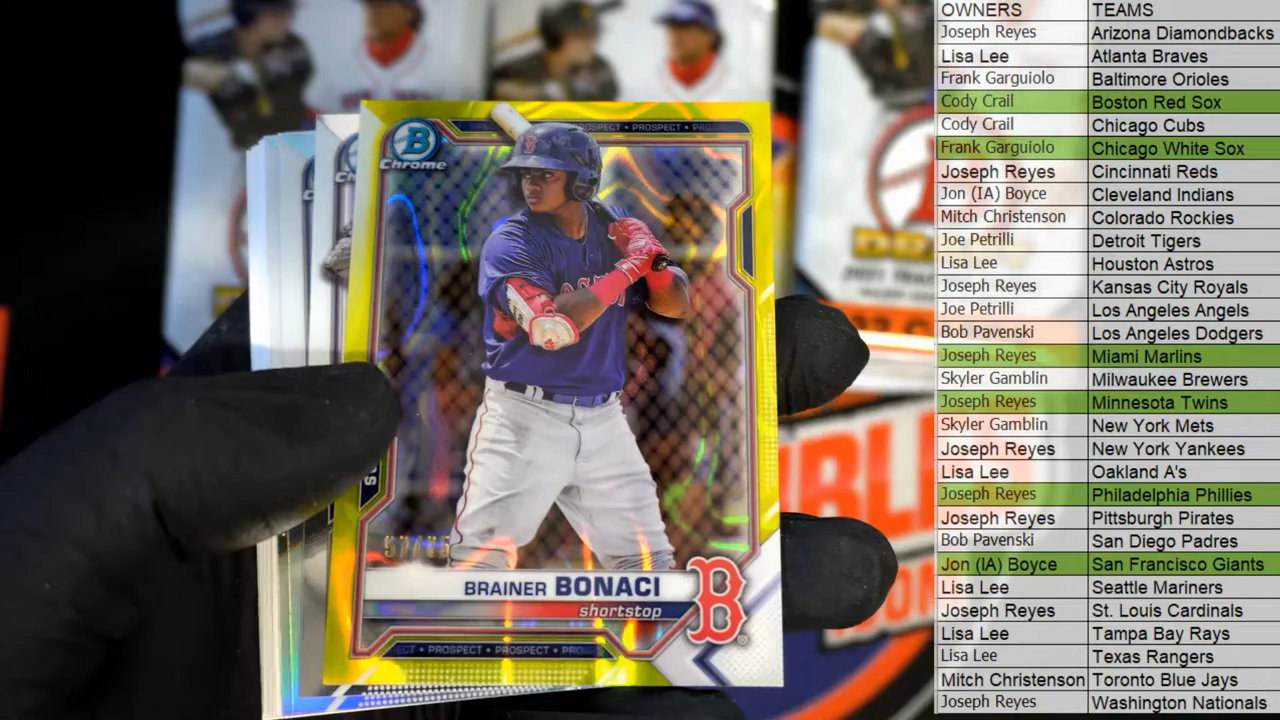 B
Chrome
PROSPECT • PROSPECT • PRO
BRAINER BONACI
shortstop
B
PROSPECT • PROSPECT • PRO
OWNERS TEAMS
Joseph Reyes Arizona Diamondbacks
Lisa Lee Atlanta Braves
Frank Garguiolo Baltimore Orioles
Cody Crail Boston Red Sox
Cody Crail Chicago Cubs
Frank Garguiolo Chicago White Sox
Joseph Reyes Cincinnati Reds
Jon (IA) Boyce Cleveland Indians
Mitch Christenson Colorado Rockies
Joe Petrilli Detroit Tigers
Lisa Lee Houston Astros
Joseph Reyes Kansas City Royals
Joe Petrilli Los Angeles Angels
Bob Pavenski Los Angeles Dodgers
Joseph Reyes Miami Marlins
Skyler Gamblin Milwaukee Brewers
Joseph Reyes Minnesota Twins
Skyler Gamblin New York Mets
Joseph Reyes New York Yankees
Lisa Lee Oakland A's
Joseph Reyes Philadelphia Phillies
Joseph Reyes Pittsburgh Pirates
Bob Pavenski San Diego Padres
Jon (IA) Boyce San Francisco Giants
Lisa Lee Seattle Mariners
Joseph Reyes St. Louis Cardinals
Lisa Lee Tampa Bay Rays
Lisa Lee Texas Rangers
Mitch Christenson Toronto Blue Jays
Joseph Reyes Washington Nationals